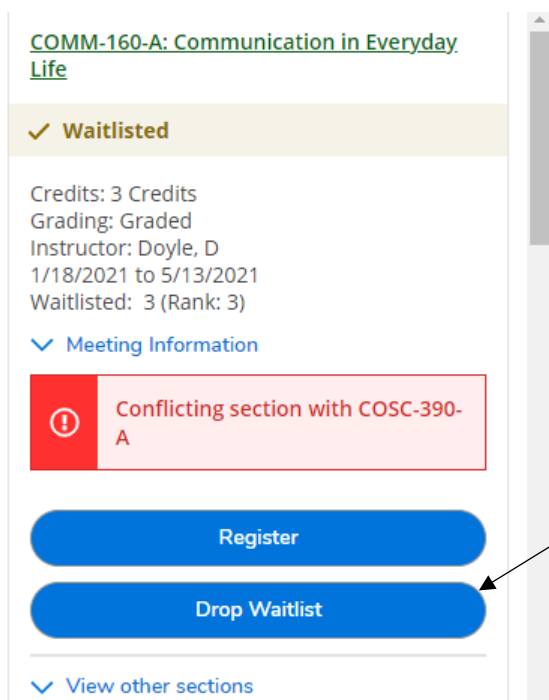 COMM-160-A: Communication in Everyday
Life
Waitlisted
Credits: 3 Credits
Grading: Graded
Instructor: Doyle, D
1/18/2021 to 5/13/2021
Waitlisted: 3 (Rank: 3)
Meeting Information
Conflicting section with COSC-390-
A
Register
Drop Waitlist
View other sections